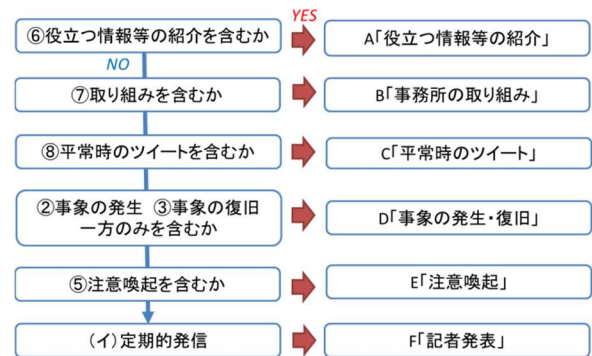 YES
⑥役立つ情報等の紹介を含むか
A「役立つ情報等の紹介」
NO
⑦取り組みを含むか
B「事務所の取り組み」
⑧平常時のツイートを含むか
C「平常時のツイート」
②事象の発生 ③事象の復旧
一方のみを含むか
D「事象の発生・復旧」
⑤注意喚起を含むか
E「注意喚起」
(イ)定期的発信
F「記者発表」